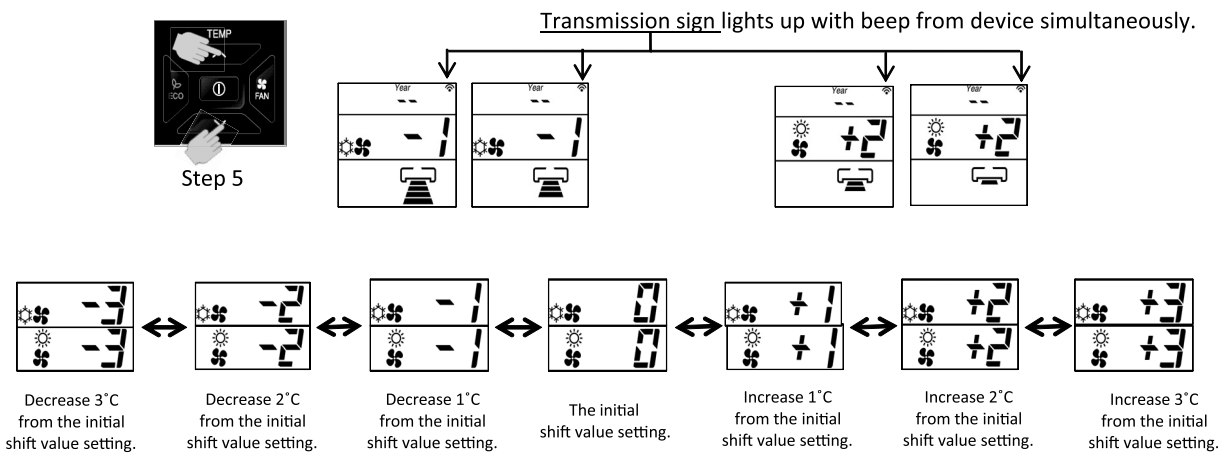 Transmission sign lights up with beep from device simultaneously.
TEMP
ECO
FAN
Step 5
Year Year Year Year
-- -- -- --
-1 -1 +2 +2
-3 -2 -1 0 +1 +2 +3
-3 -2 -1 0 +1 +2 +3
Decrease 3˚C
from the initial
shift value setting.
Decrease 2˚C
from the initial
shift value setting.
Decrease 1˚C
from the initial
shift value setting.
The initial
shift value setting.
Increase 1˚C
from the initial
shift value setting.
Increase 2˚C
from the initial
shift value setting.
Increase 3˚C
from the initial
shift value setting.